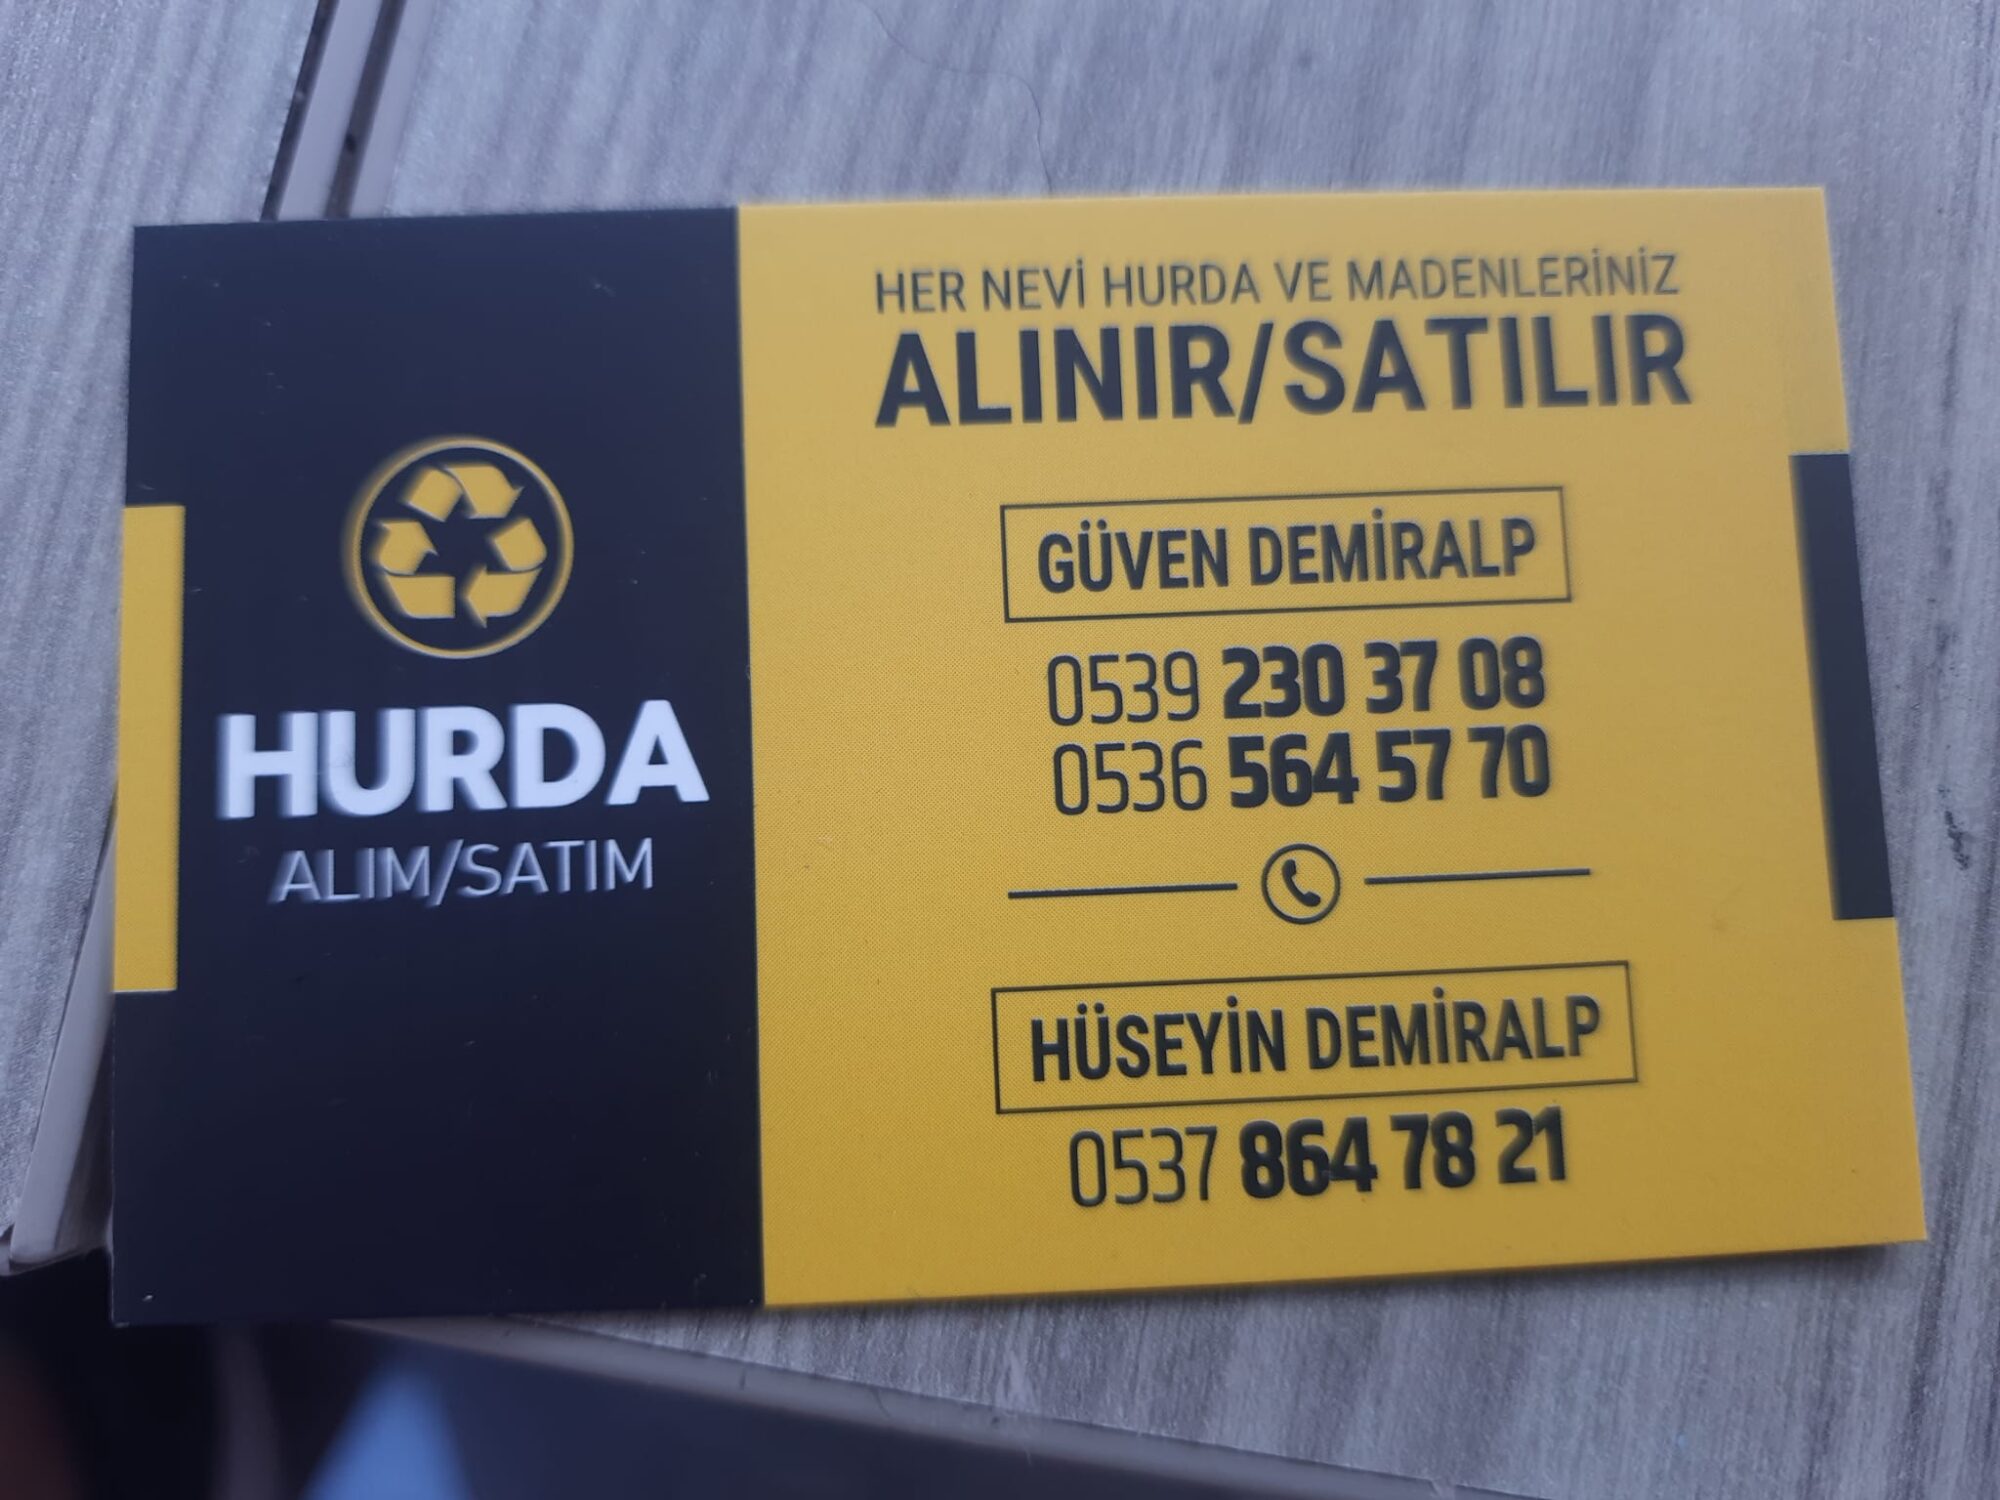 HURDA
ALIM/SATIM
HER NEVİ HURDA VE MADENLERİNİZ
ALINIR/SATILIR
GÜVEN DEMİRALP
0539 230 37 08
0536 564 57 70
HÜSEYİN DEMİRALP
0537 864 78 21